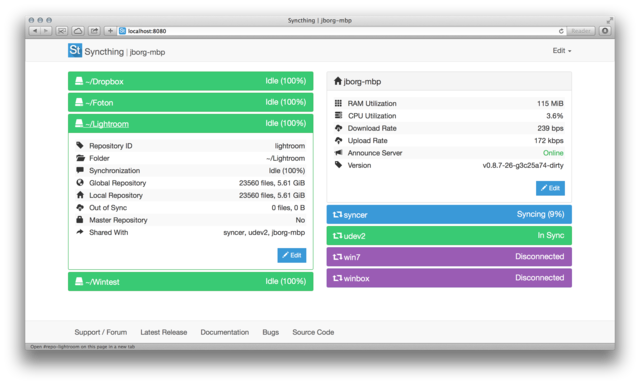 Syncthing | jborg-mbp
localhost:8080
Reader
St Syncthing | jborg-mbp
Edit
~/Dropbox Idle (100%)
~/Foton Idle (100%)
~/Lightroom Idle (100%)
Repository ID lightroom
Folder ~/Lightroom
Synchronization Idle (100%)
Global Repository 23560 files, 5.61 GiB
Local Repository 23560 files, 5.61 GiB
Out of Sync 0 files, 0 B
Master Repository No
Shared With syncer, udev2, jborg-mbp
Edit
~/Wintest Idle (100%)
jborg-mbp
RAM Utilization 115 MiB
CPU Utilization 3.6%
Download Rate 239 bps
Upload Rate 172 kbps
Announce Server Online
Version v0.8.7-26-g3c25a74-dirty
Edit
syncer Syncing (9%)
udev2 In Sync
win7 Disconnected
winbox Disconnected
Support / Forum Latest Release Documentation Bugs Source Code
Open #repo-lightroom on this page in a new tab